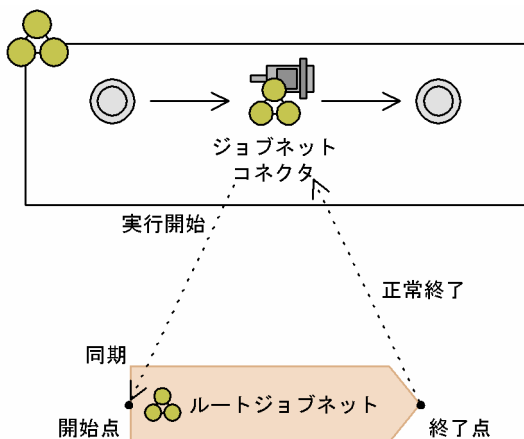 ジョブネット
コネクタ
実行開始
正常終了
同期
ルートジョブネット
開始点
終了点